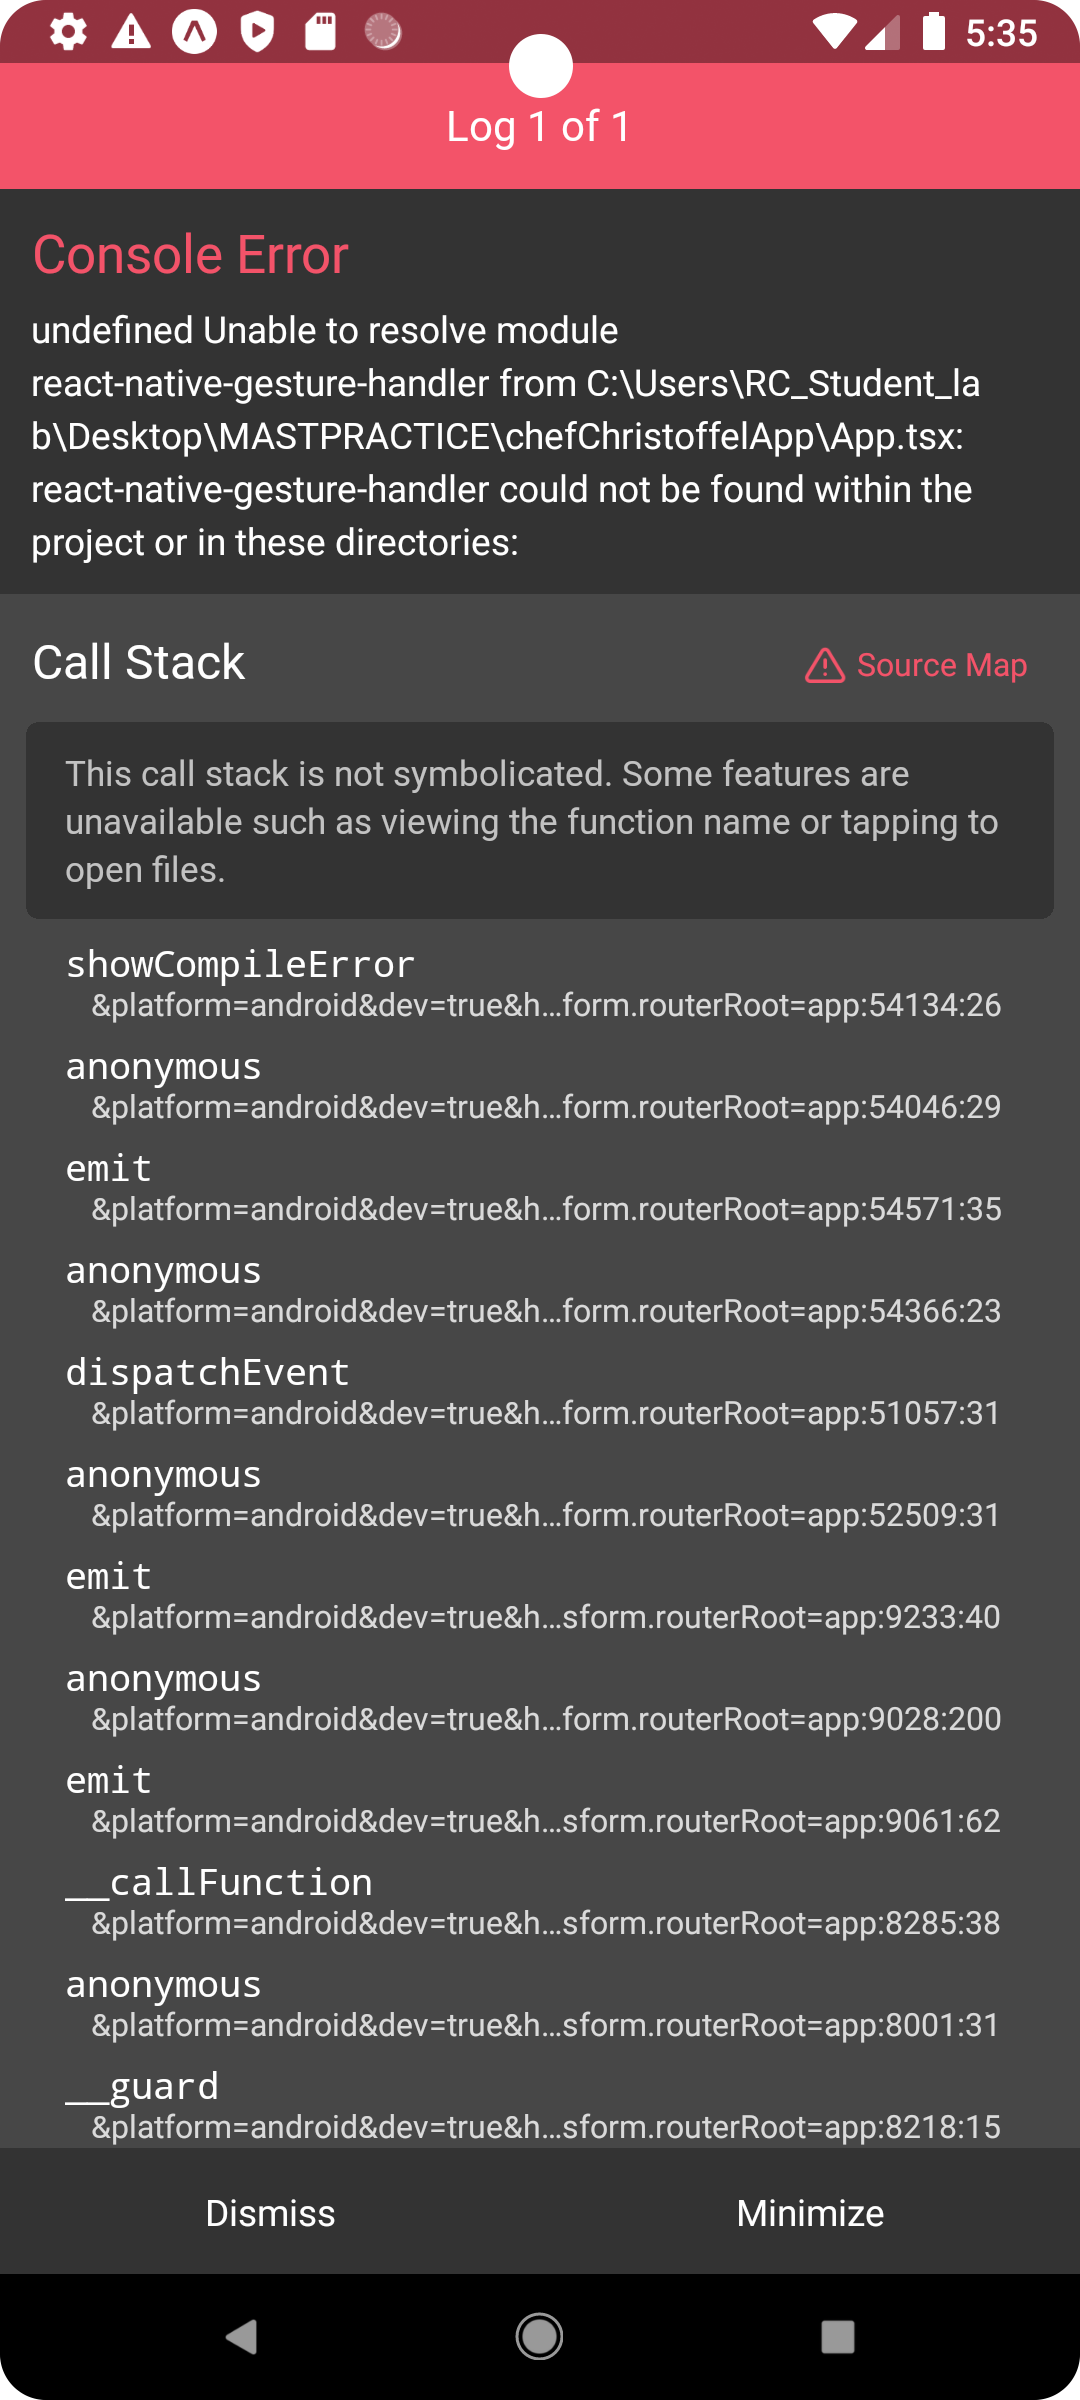 5:35
Log 1 of 1
Console Error
undefined Unable to resolve module
react-native-gesture-handler from C:\Users\RC_Student_la
b\Desktop\MASTPRACTICE\chefChristoffelApp\App.tsx:
react-native-gesture-handler could not be found within the
project or in these directories:
Call Stack
Source Map
This call stack is not symbolicated. Some features are
unavailable such as viewing the function name or tapping to
open files.
showCompileError
&platform=android&dev=true&h…form.routerRoot=app:54134:26
anonymous
&platform=android&dev=true&h…form.routerRoot=app:54046:29
emit
&platform=android&dev=true&h…form.routerRoot=app:54571:35
anonymous
&platform=android&dev=true&h…form.routerRoot=app:54366:23
dispatchEvent
&platform=android&dev=true&h…form.routerRoot=app:51057:31
anonymous
&platform=android&dev=true&h…form.routerRoot=app:52509:31
emit
&platform=android&dev=true&h…sform.routerRoot=app:9233:40
anonymous
&platform=android&dev=true&h…form.routerRoot=app:9028:200
emit
&platform=android&dev=true&h…sform.routerRoot=app:9061:62
__callFunction
&platform=android&dev=true&h…sform.routerRoot=app:8285:38
anonymous
&platform=android&dev=true&h…sform.routerRoot=app:8001:31
__guard
&platform=android&dev=true&h…sform.routerRoot=app:8218:15
Dismiss
Minimize